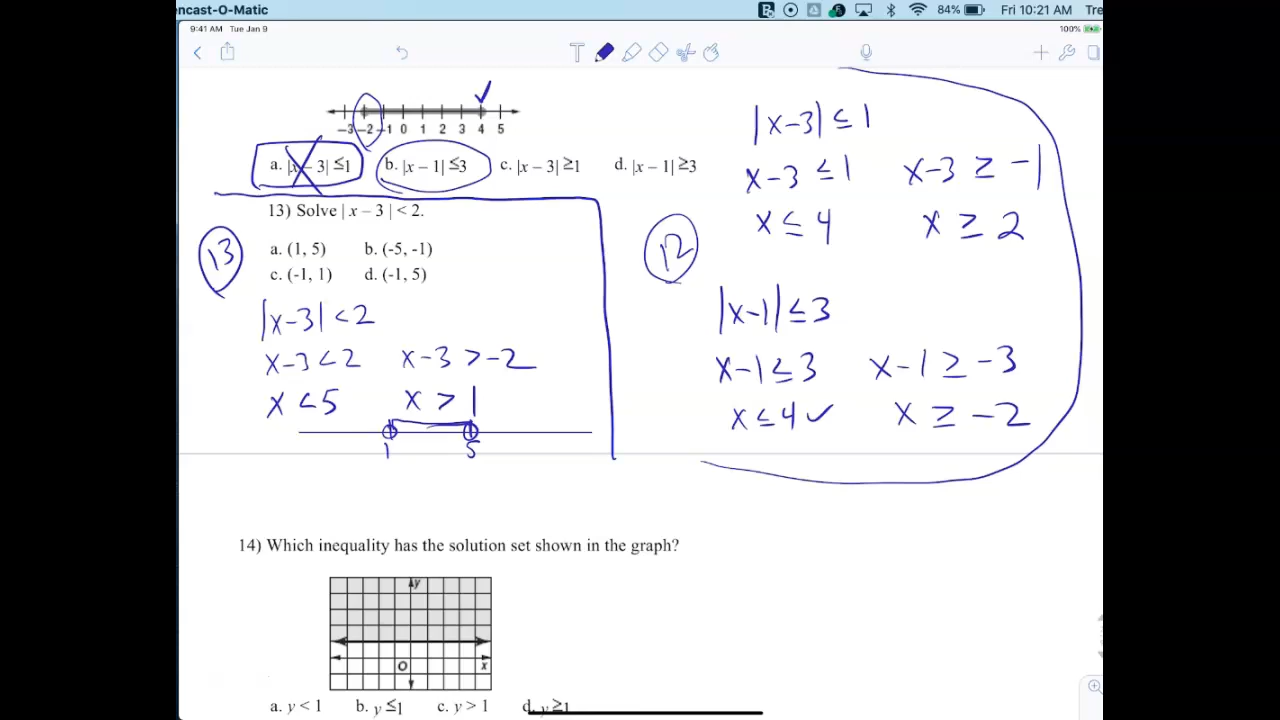 encast-O-Matic
84% Fri 10:21 AM Tre
9:41 AM Tue Jan 9
100%
T
-3 -2 -1 0 1 2 3 4 5
a. |x – 3| ≤1 b. |x – 1| ≤3 c. |x – 3| ≥1 d. |x – 1| ≥3
13) Solve | x – 3 | < 2.
a. (1, 5) b. (-5, -1)
c. (-1, 1) d. (-1, 5)
13
|x-3| < 2
x-3 < 2 x-3 > -2
x < 5 x > 1
1 5
|x-3| ≤ 1
x-3 ≤ 1 x-3 ≥ -1
x ≤ 4 x ≥ 2
12
|x-1| ≤ 3
x-1 ≤ 3 x-1 ≥ -3
x ≤ 4 ✓ x ≥ -2
14) Which inequality has the solution set shown in the graph?
y
O x
a. y < 1 b. y ≤1 c. y > 1 d. y ≥1